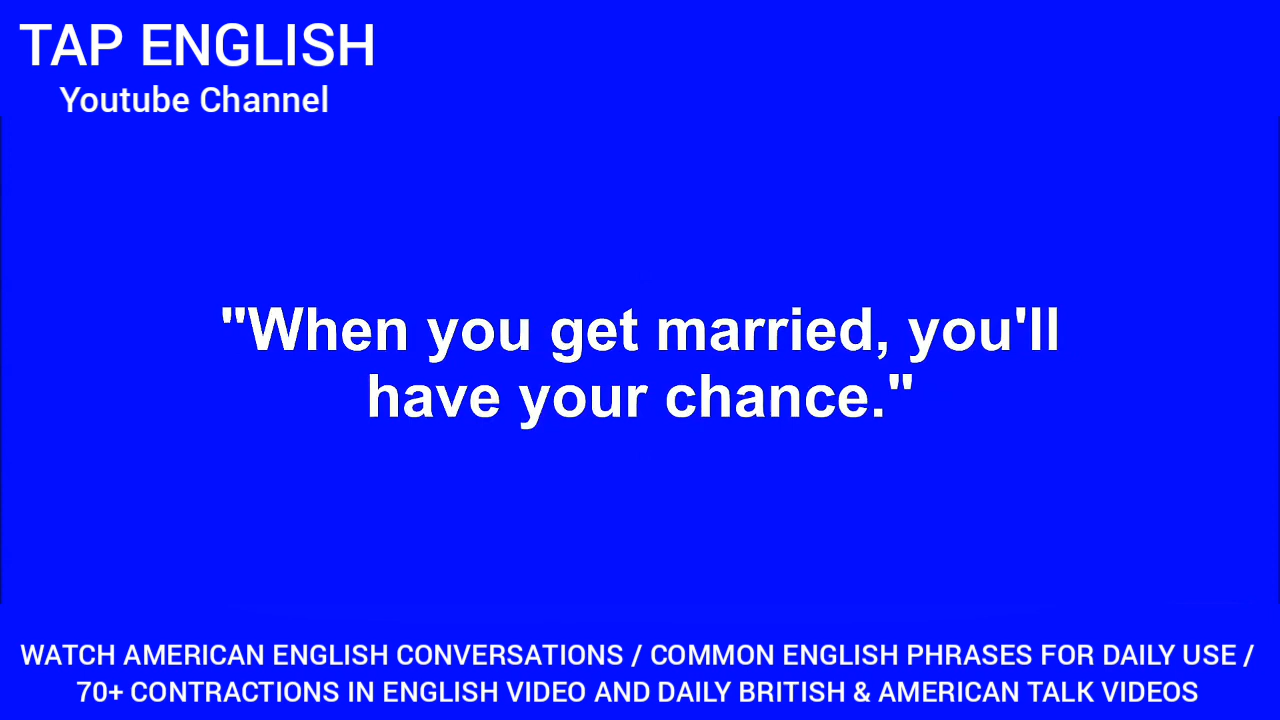 TAP ENGLISH
Youtube Channel
"When you get married, you'll
have your chance."
WATCH AMERICAN ENGLISH CONVERSATIONS / COMMON ENGLISH PHRASES FOR DAILY USE /
70+ CONTRACTIONS IN ENGLISH VIDEO AND DAILY BRITISH & AMERICAN TALK VIDEOS